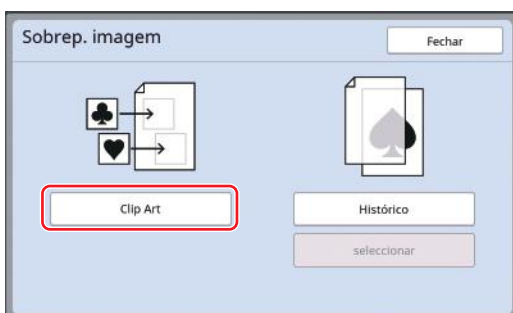 Sobrep. imagem
Fechar
Clip Art
Histórico
seleccionar